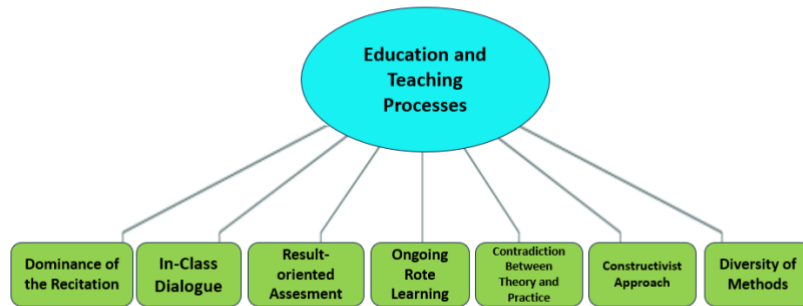 Education and
Teaching
Processes
Dominance of
the Recitation
In-Class
Dialogue
Result-
oriented
Assesment
Ongoing
Rote
Learning
Contradiction
Between
Theory and
Practice
Constructivist
Approach
Diversity of
Methods